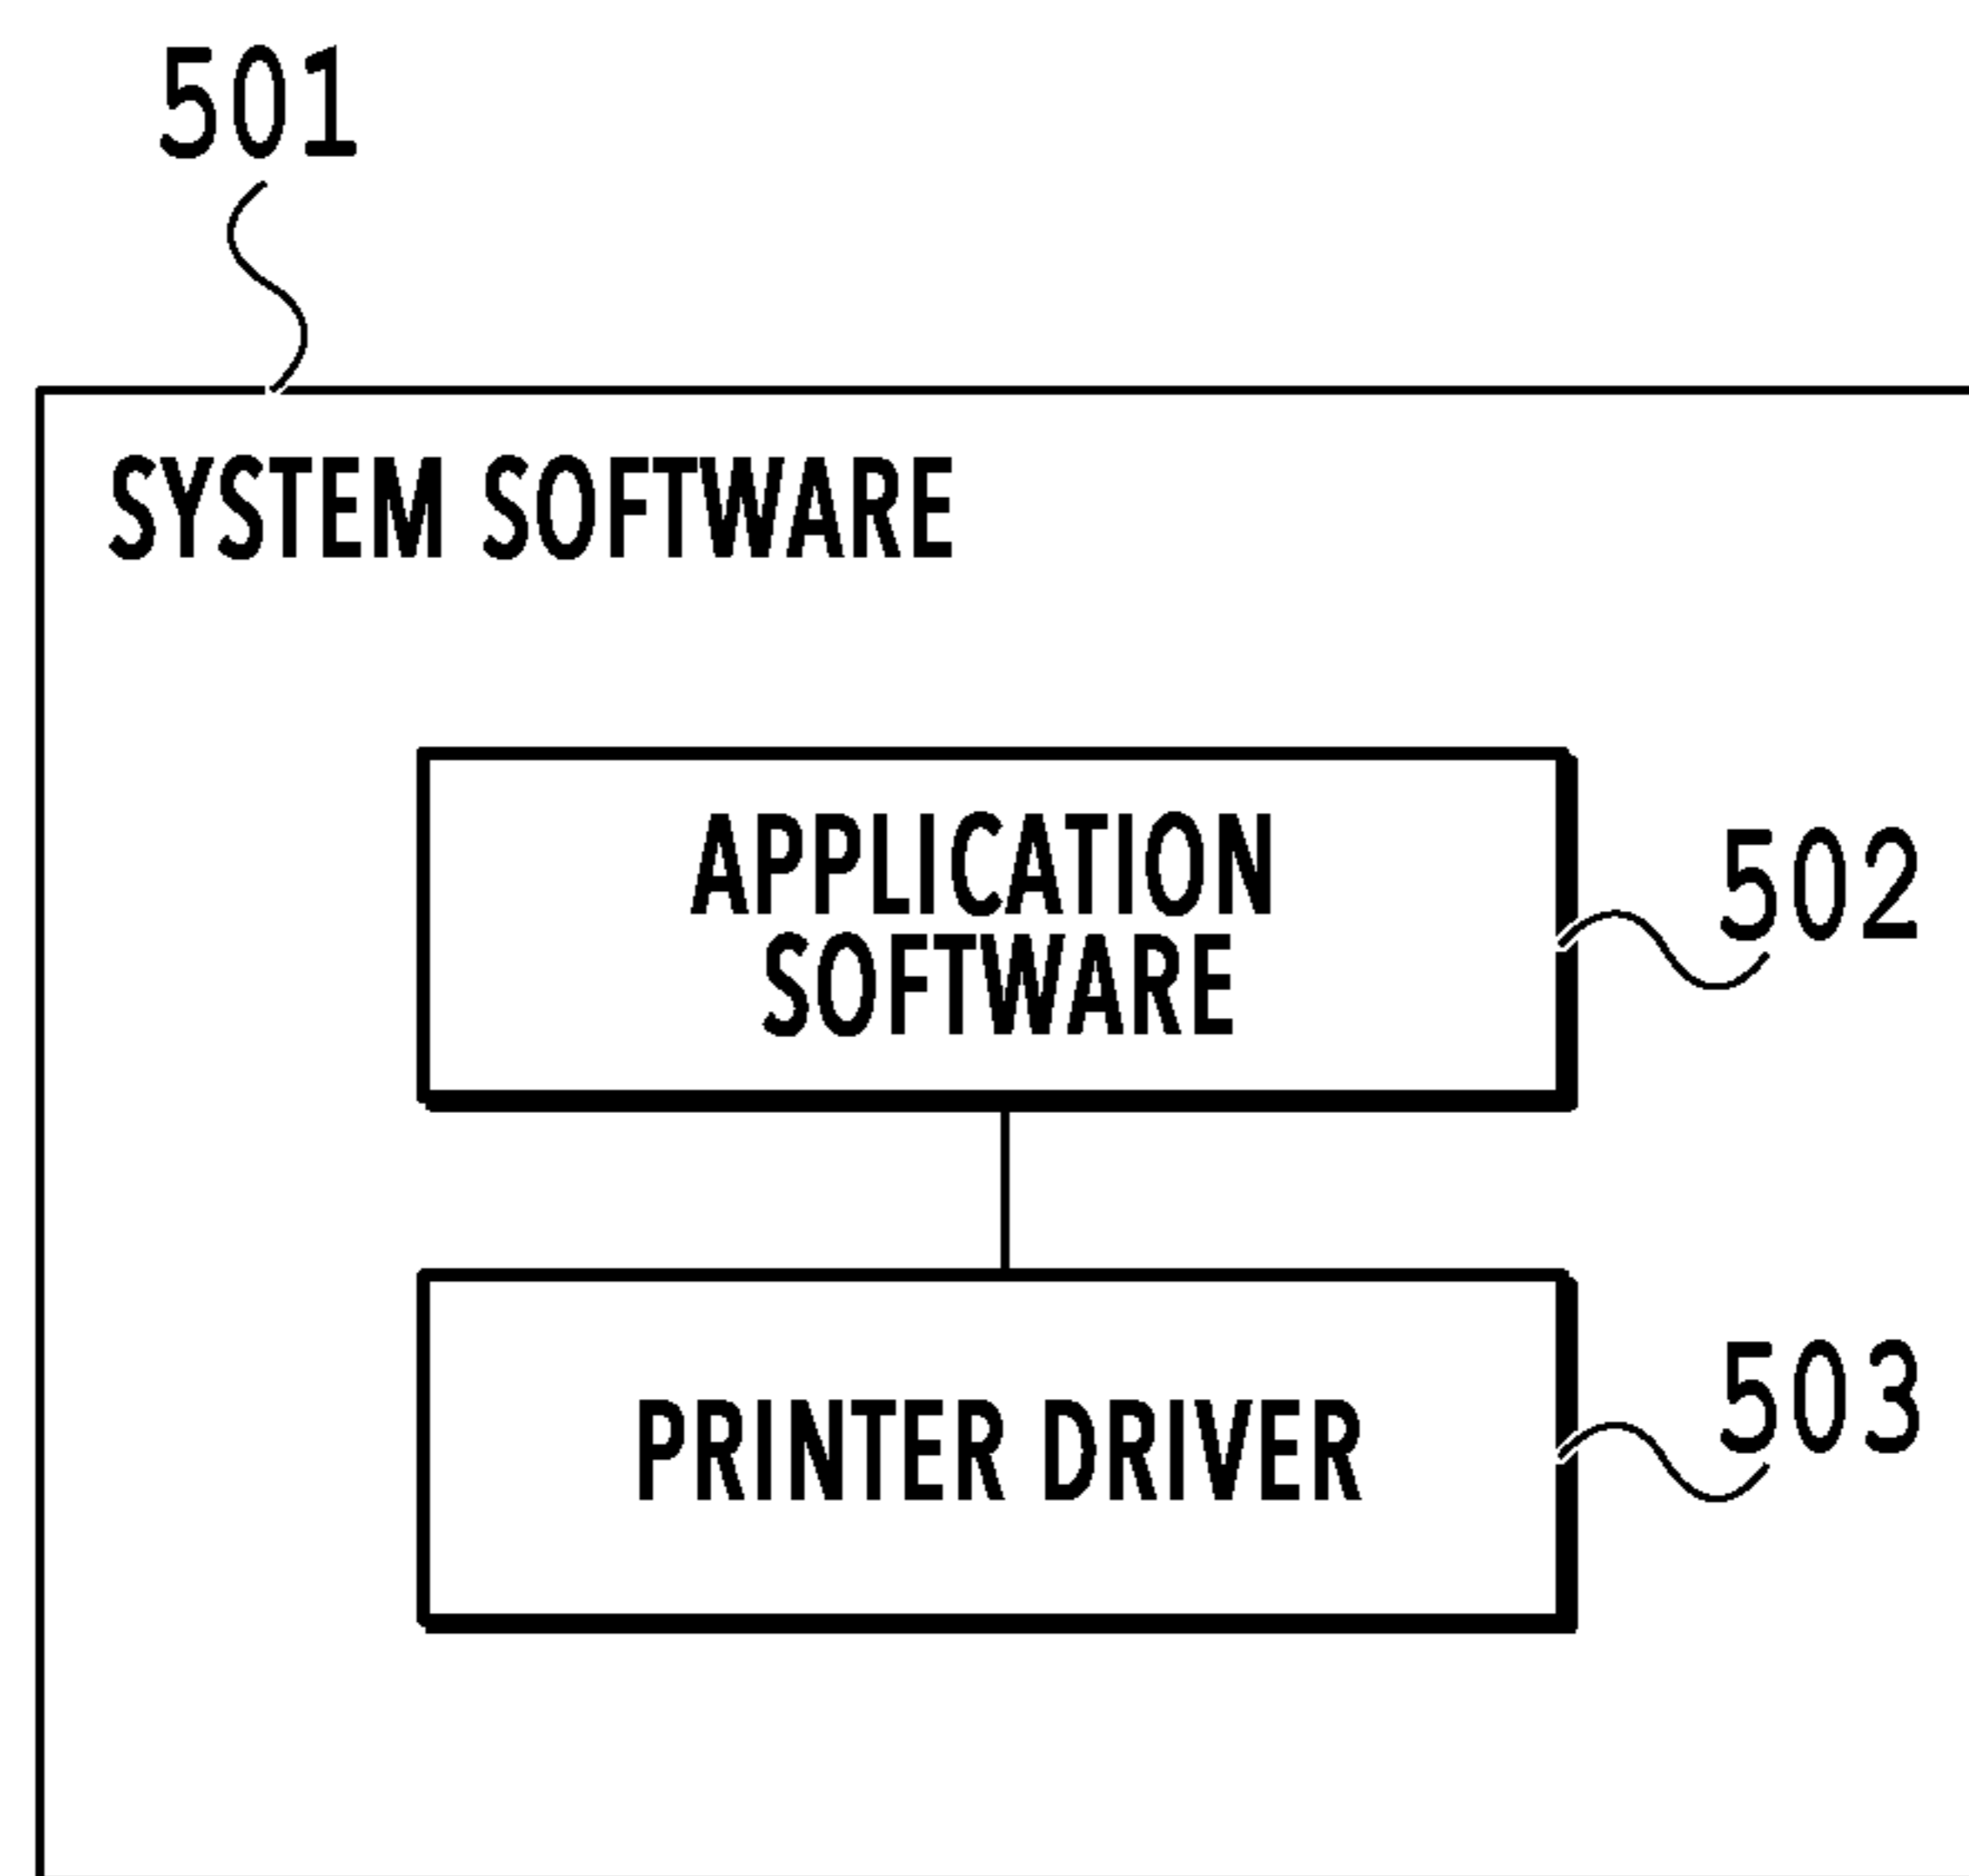 501
SYSTEM SOFTWARE
APPLICATION
SOFTWARE
502
PRINTER DRIVER
503